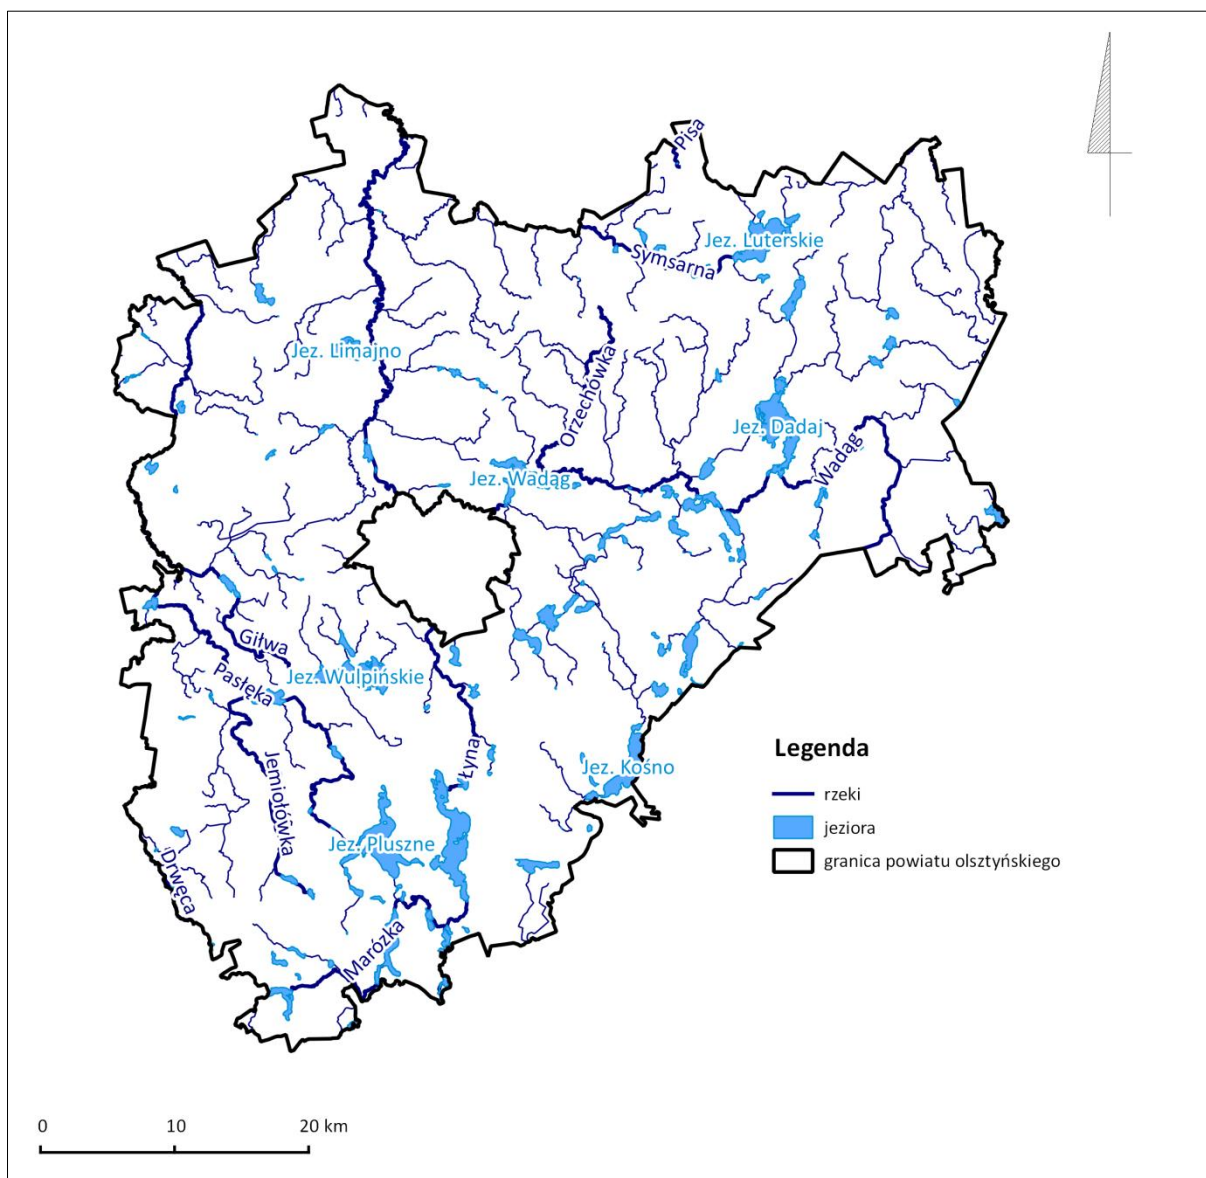 Pisa
Jez. Luterskie
Symsarna
Jez. Limajno
Orzechówka
Jez. Dadaj
Wadąg
Jez. Wadąg
Giłwa
Pasłęka
Jez. Wulpińskie
Jemiołówka
Łyna
Jez. Kośno
Jez. Pluszne
Drwęca
Marózka
Legenda
rzeki
jeziora
granica powiatu olsztyńskiego
0 10 20 km